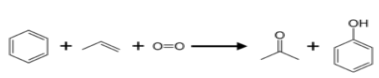 + + O=O O + OH